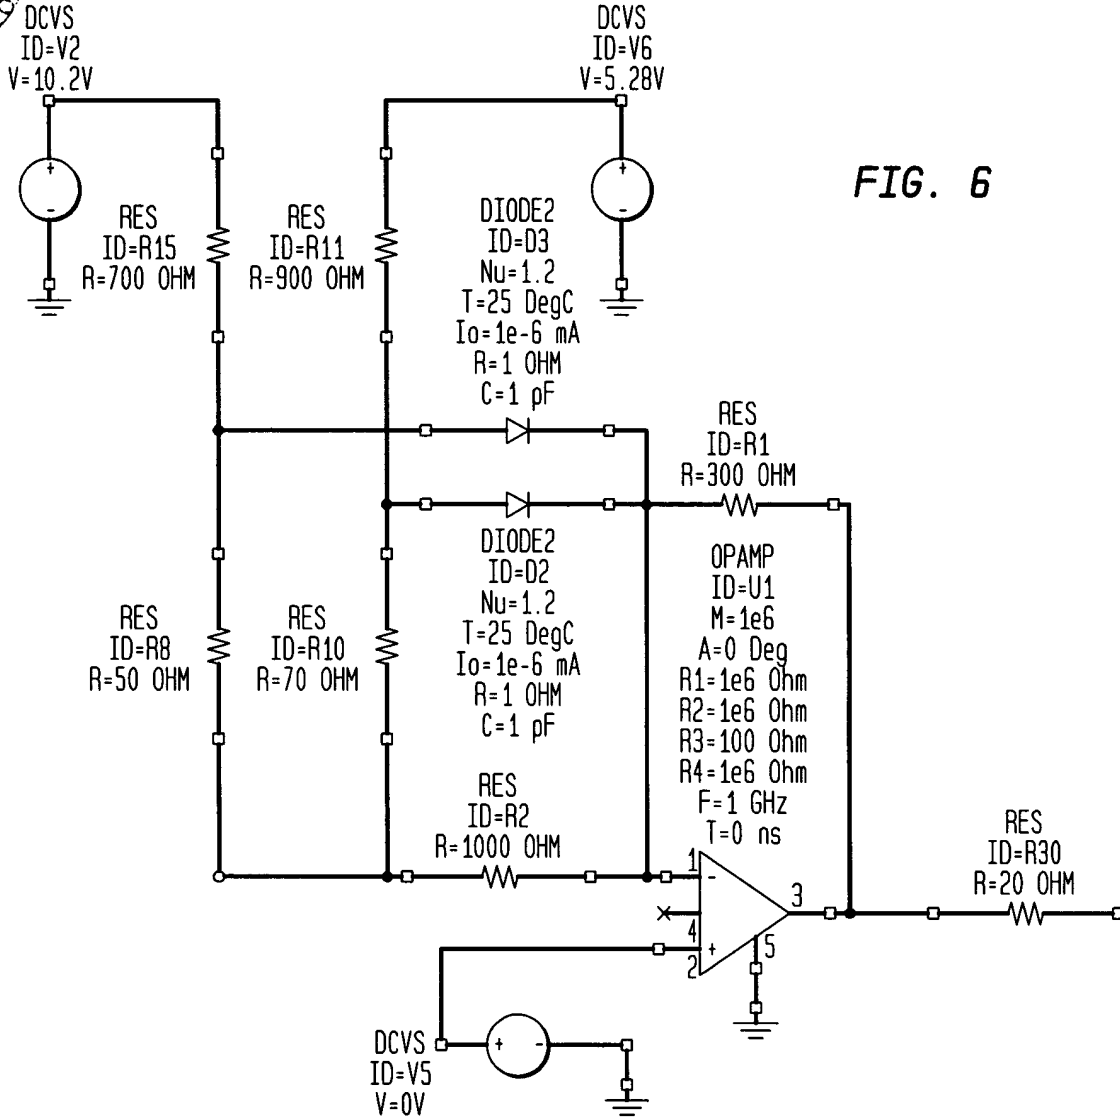 DCVS
ID=V2
V=10.2V
DCVS
ID=V6
V=5.28V
FIG. 6
+
-
+
-
RES
ID=R15
R=700 OHM
RES
ID=R11
R=900 OHM
DIODE2
ID=D3
Nu=1.2
T=25 DegC
Io=1e-6 mA
R=1 OHM
C=1 pF
RES
ID=R1
R=300 OHM
DIODE2
ID=D2
Nu=1.2
T=25 DegC
Io=1e-6 mA
R=1 OHM
C=1 pF
OPAMP
ID=U1
M=1e6
A=0 Deg
R1=1e6 Ohm
R2=1e6 Ohm
R3=100 Ohm
R4=1e6 Ohm
F=1 GHz
T=0 ns
RES
ID=R8
R=50 OHM
RES
ID=R10
R=70 OHM
RES
ID=R2
R=1000 OHM
RES
ID=R30
R=20 OHM
1
-
3
4
+
2
5
DCVS
ID=V5
V=0V
+ -